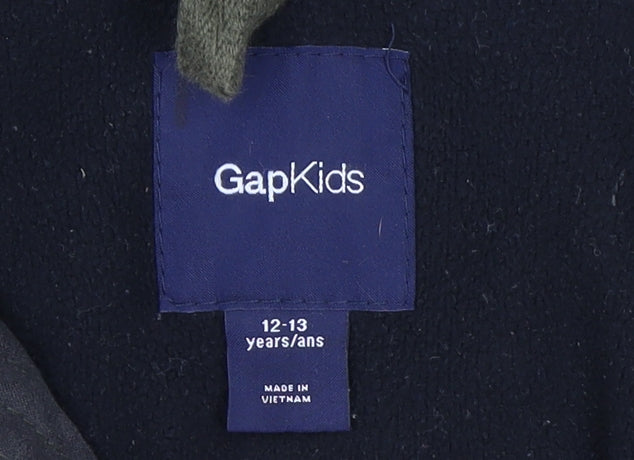 GapKids
12-13
years/ans
MADE IN
VIETNAM